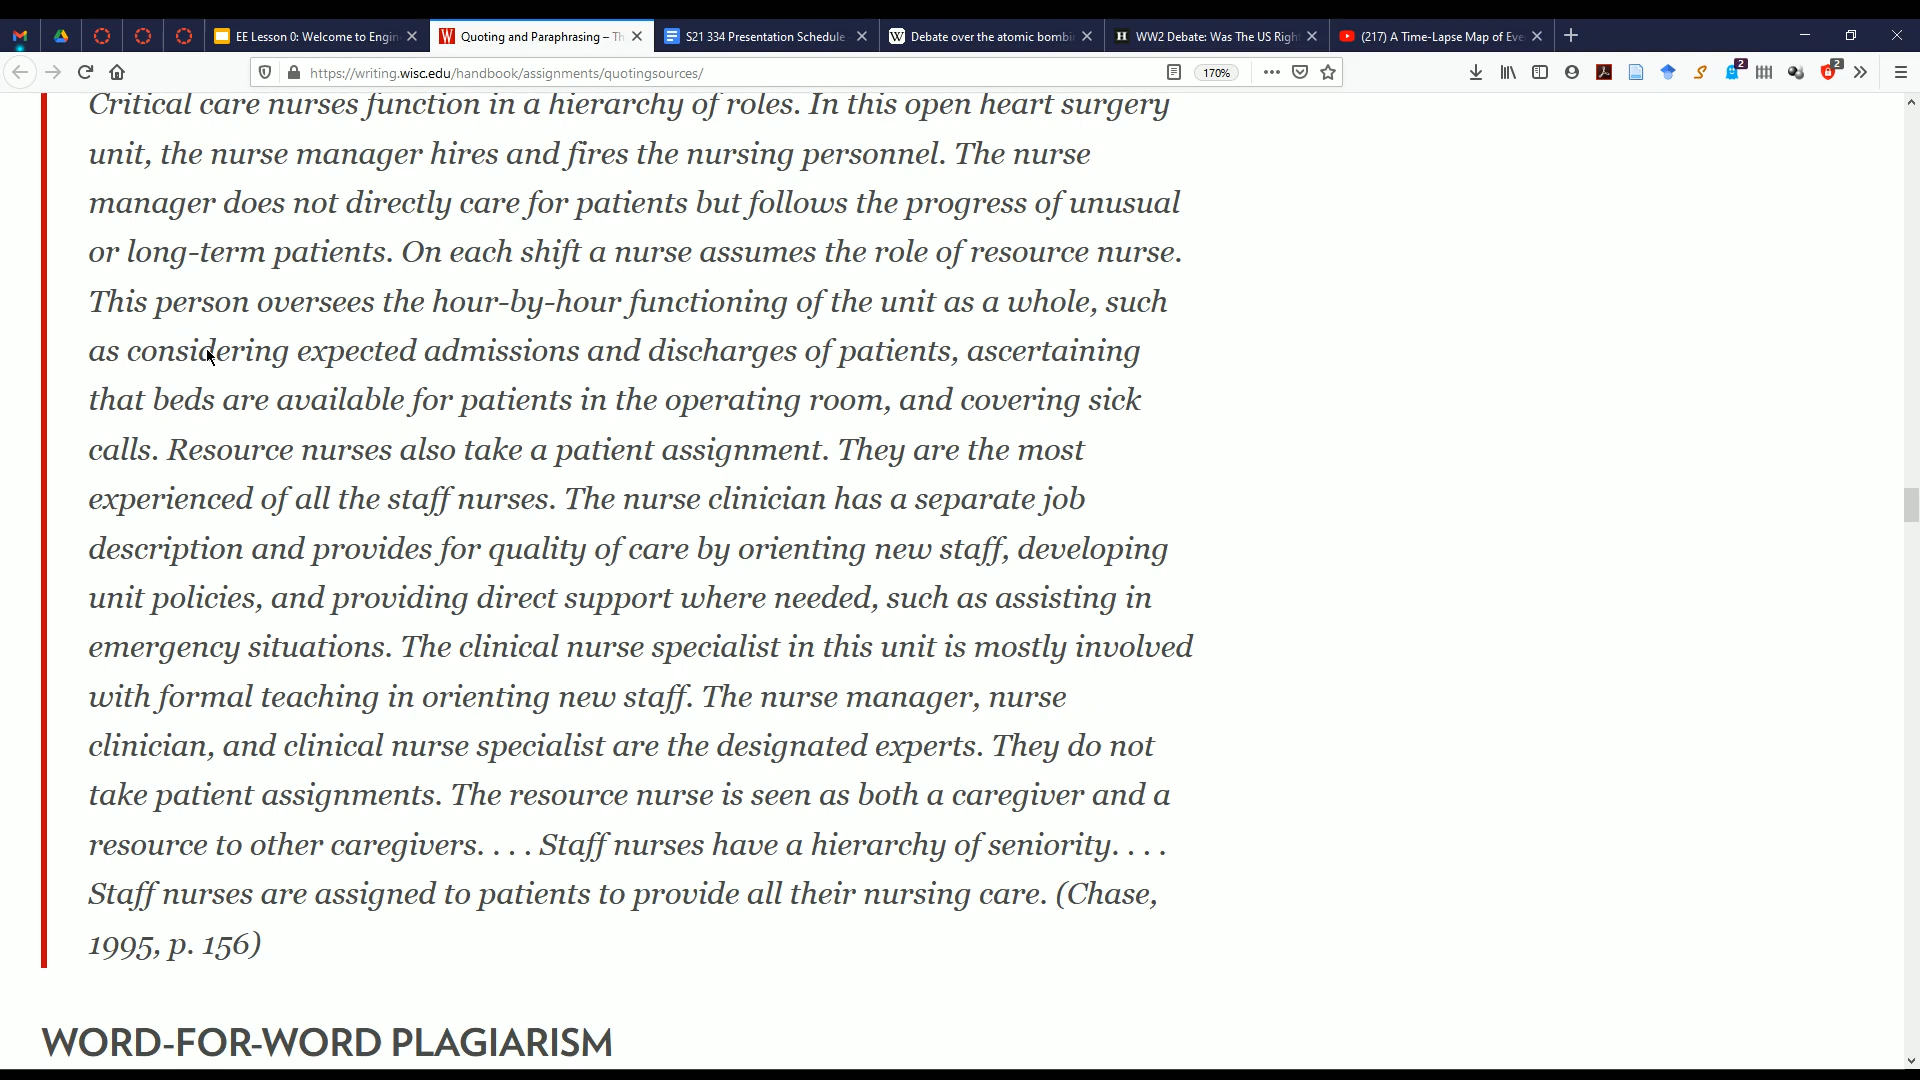 EE Lesson 0: Welcome to Engin
Quoting and Paraphrasing – Th
S21 334 Presentation Schedule
Debate over the atomic bombi
WW2 Debate: Was The US Righ
(217) A Time-Lapse Map of Eve
https://writing.wisc.edu/handbook/assignments/quotingsources/
170%
2
2
Critical care nurses function in a hierarchy of roles. In this open heart surgery
unit, the nurse manager hires and fires the nursing personnel. The nurse
manager does not directly care for patients but follows the progress of unusual
or long-term patients. On each shift a nurse assumes the role of resource nurse.
This person oversees the hour-by-hour functioning of the unit as a whole, such
as considering expected admissions and discharges of patients, ascertaining
that beds are available for patients in the operating room, and covering sick
calls. Resource nurses also take a patient assignment. They are the most
experienced of all the staff nurses. The nurse clinician has a separate job
description and provides for quality of care by orienting new staff, developing
unit policies, and providing direct support where needed, such as assisting in
emergency situations. The clinical nurse specialist in this unit is mostly involved
with formal teaching in orienting new staff. The nurse manager, nurse
clinician, and clinical nurse specialist are the designated experts. They do not
take patient assignments. The resource nurse is seen as both a caregiver and a
resource to other caregivers. . . . Staff nurses have a hierarchy of seniority. . . .
Staff nurses are assigned to patients to provide all their nursing care. (Chase,
1995, p. 156)
WORD-FOR-WORD PLAGIARISM